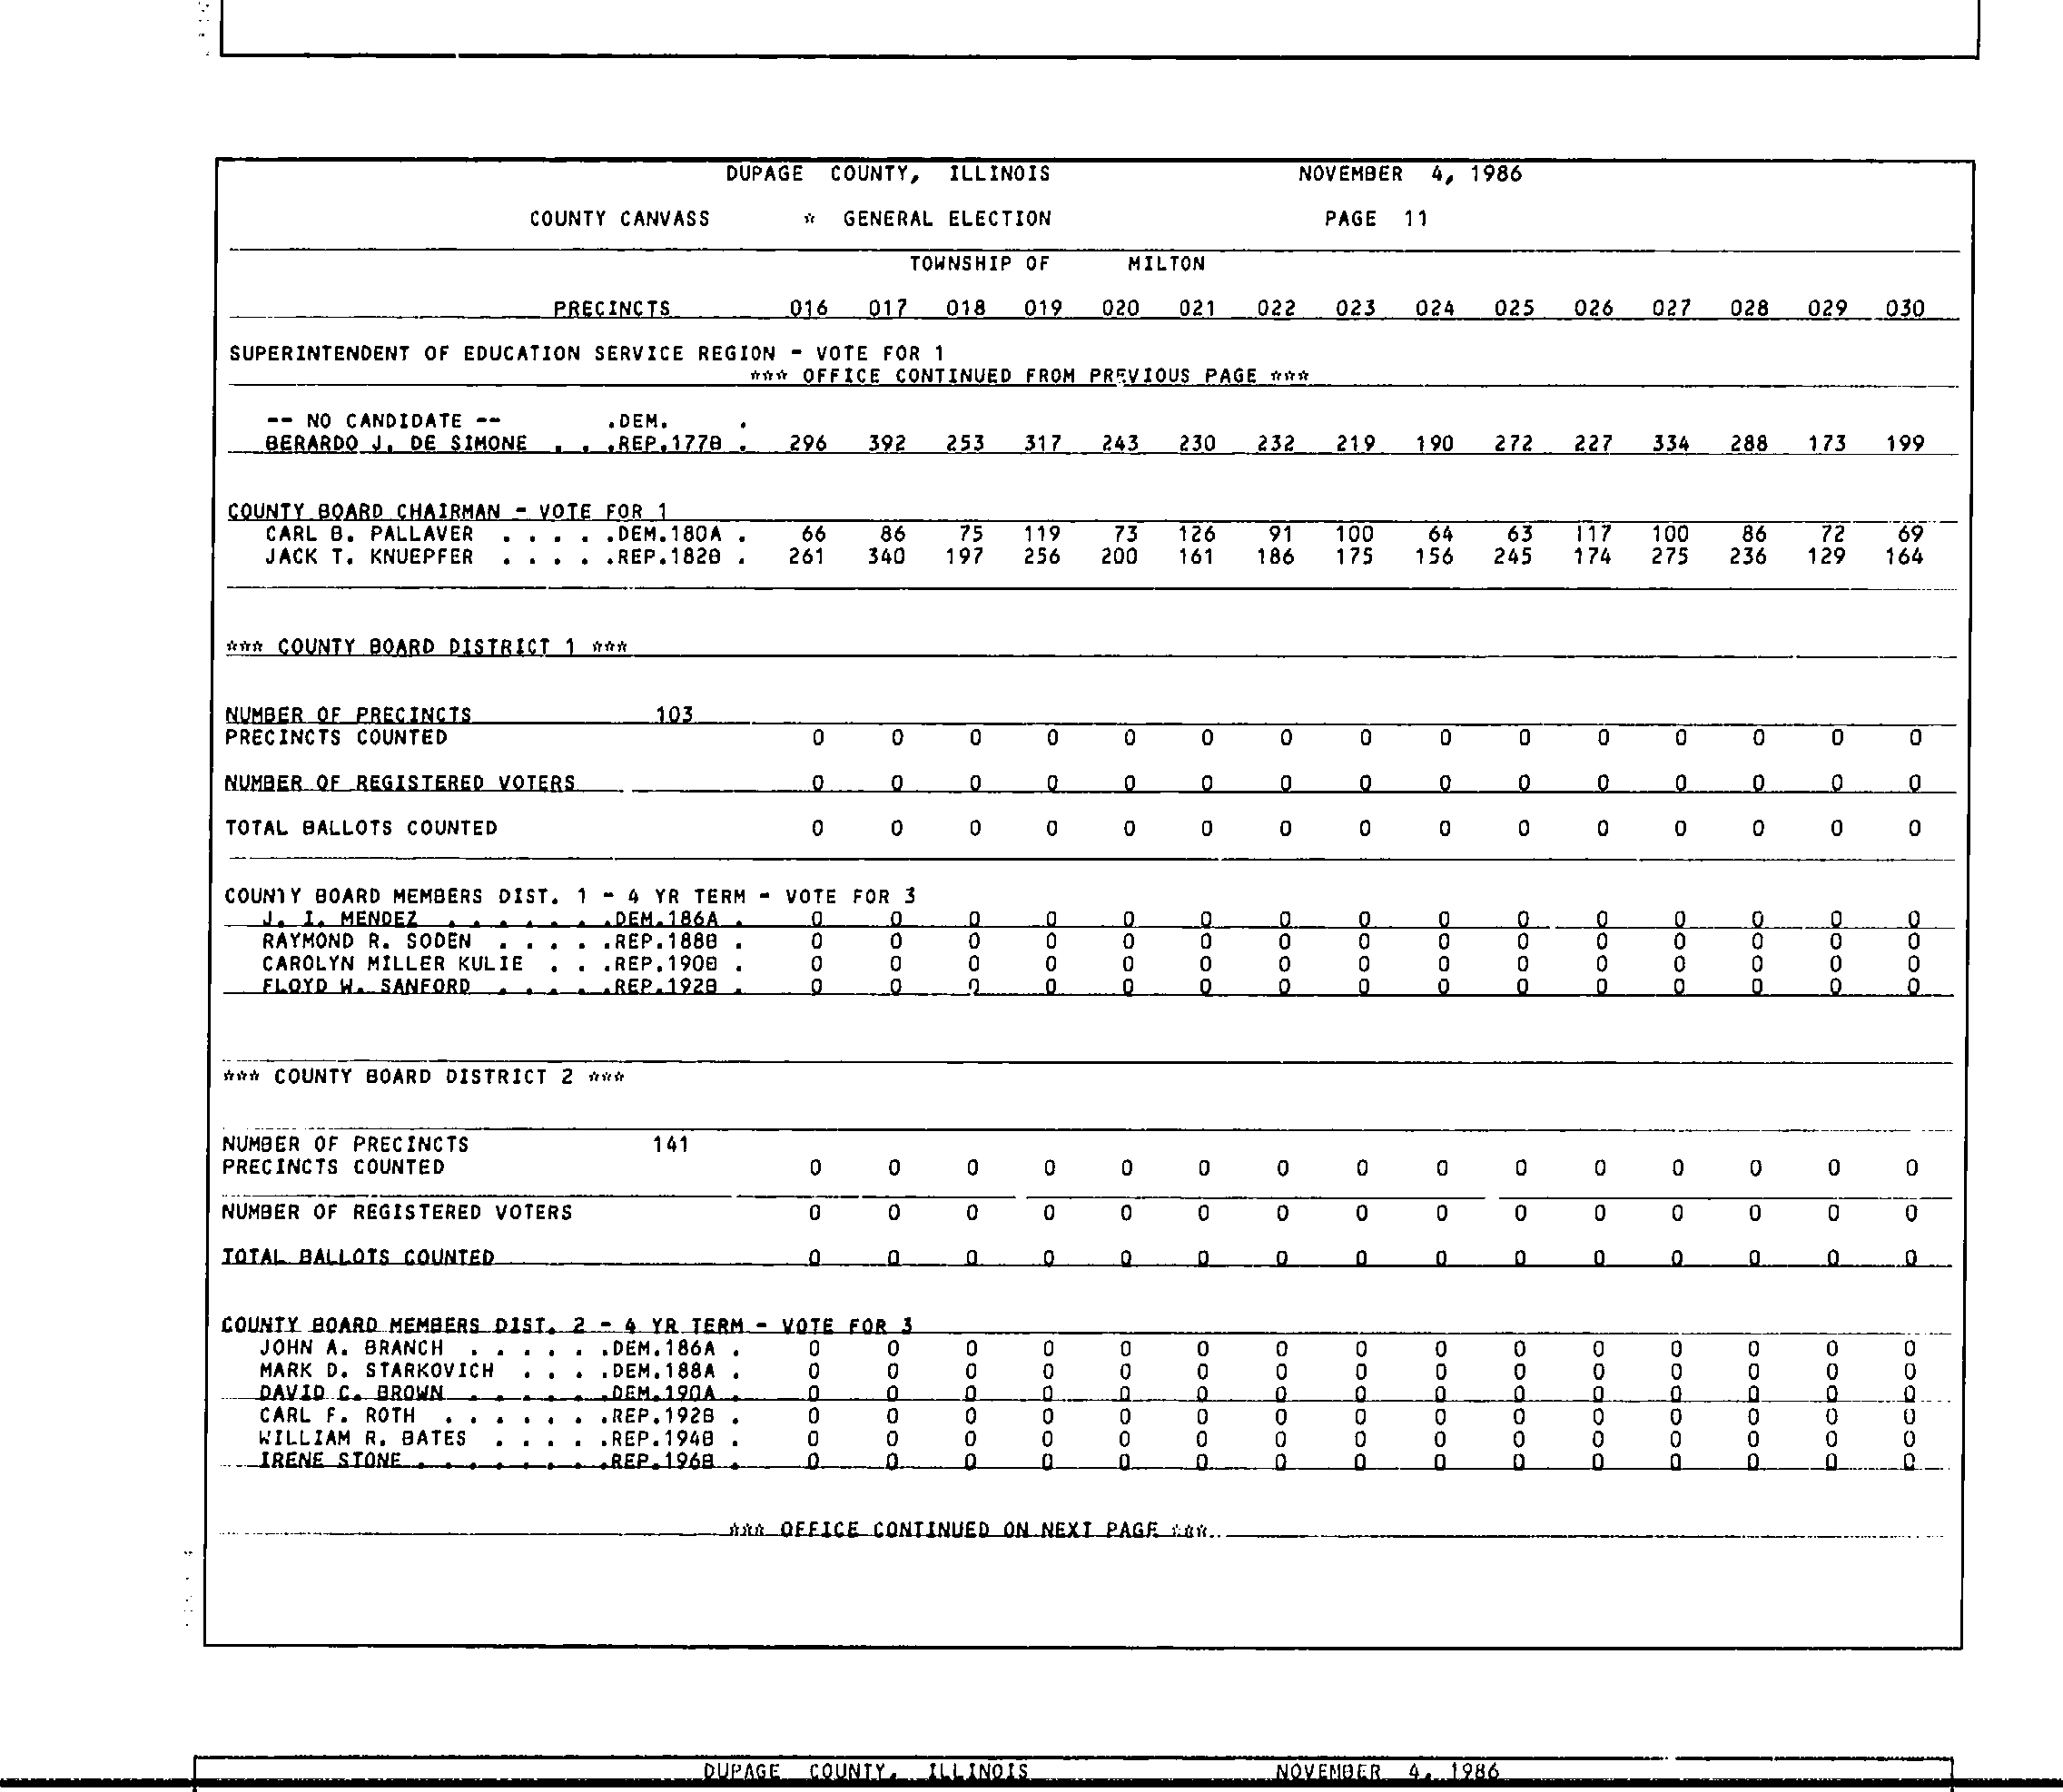 DUPAGE COUNTY, ILLINOIS NOVEMBER 4, 1986
COUNTY CANVASS * GENERAL ELECTION PAGE 11
TOWNSHIP OF MILTON
PRECINCTS 016 017 018 019 020 021 022 023 024 025 026 027 028 029 030
SUPERINTENDENT OF EDUCATION SERVICE REGION - VOTE FOR 1
*** OFFICE CONTINUED FROM PREVIOUS PAGE ***
-- NO CANDIDATE -- .DEM. .
BERARDO J. DE SIMONE . . .REP.177B . 296 392 253 317 243 230 232 219 190 272 227 334 288 173 199
COUNTY BOARD CHAIRMAN - VOTE FOR 1
CARL B. PALLAVER . . . . .DEM.180A . 66 86 75 119 73 126 91 100 64 63 117 100 86 72 69
JACK T. KNUEPFER . . . . .REP.182B . 261 340 197 256 200 161 186 175 156 245 174 275 236 129 164
*** COUNTY BOARD DISTRICT 1 ***
NUMBER OF PRECINCTS 103
PRECINCTS COUNTED 0 0 0 0 0 0 0 0 0 0 0 0 0 0 0
NUMBER OF REGISTERED VOTERS 0 0 0 0 0 0 0 0 0 0 0 0 0 0 0
TOTAL BALLOTS COUNTED 0 0 0 0 0 0 0 0 0 0 0 0 0 0 0
COUNTY BOARD MEMBERS DIST. 1 - 4 YR TERM - VOTE FOR 3
J. I. MENDEZ . . . . . . .DEM.186A . 0 0 0 0 0 0 0 0 0 0 0 0 0 0 0
RAYMOND R. SODEN . . . . .REP.188B . 0 0 0 0 0 0 0 0 0 0 0 0 0 0 0
CAROLYN MILLER KULIE . . .REP.190B . 0 0 0 0 0 0 0 0 0 0 0 0 0 0 0
FLOYD W. SANFORD . . . . .REP.192B . 0 0 0 0 0 0 0 0 0 0 0 0 0 0 0
*** COUNTY BOARD DISTRICT 2 ***
NUMBER OF PRECINCTS 141
PRECINCTS COUNTED 0 0 0 0 0 0 0 0 0 0 0 0 0 0 0
NUMBER OF REGISTERED VOTERS 0 0 0 0 0 0 0 0 0 0 0 0 0 0 0
TOTAL BALLOTS COUNTED 0 0 0 0 0 0 0 0 0 0 0 0 0 0 0
COUNTY BOARD MEMBERS DIST. 2 - 4 YR TERM - VOTE FOR 3
JOHN A. BRANCH . . . . . .DEM.186A . 0 0 0 0 0 0 0 0 0 0 0 0 0 0 0
MARK D. STARKOVICH . . . .DEM.188A . 0 0 0 0 0 0 0 0 0 0 0 0 0 0 0
DAVID C. BROWN . . . . . .DEM.190A . 0 0 0 0 0 0 0 0 0 0 0 0 0 0 0
CARL F. ROTH . . . . . . .REP.192B . 0 0 0 0 0 0 0 0 0 0 0 0 0 0 0
WILLIAM R. BATES . . . . .REP.194B . 0 0 0 0 0 0 0 0 0 0 0 0 0 0 0
IRENE STONE . . . . . . . .REP.196B . 0 0 0 0 0 0 0 0 0 0 0 0 0 0 0
*** OFFICE CONTINUED ON NEXT PAGE ***
DUPAGE COUNTY, ILLINOIS NOVEMBER 4, 1986